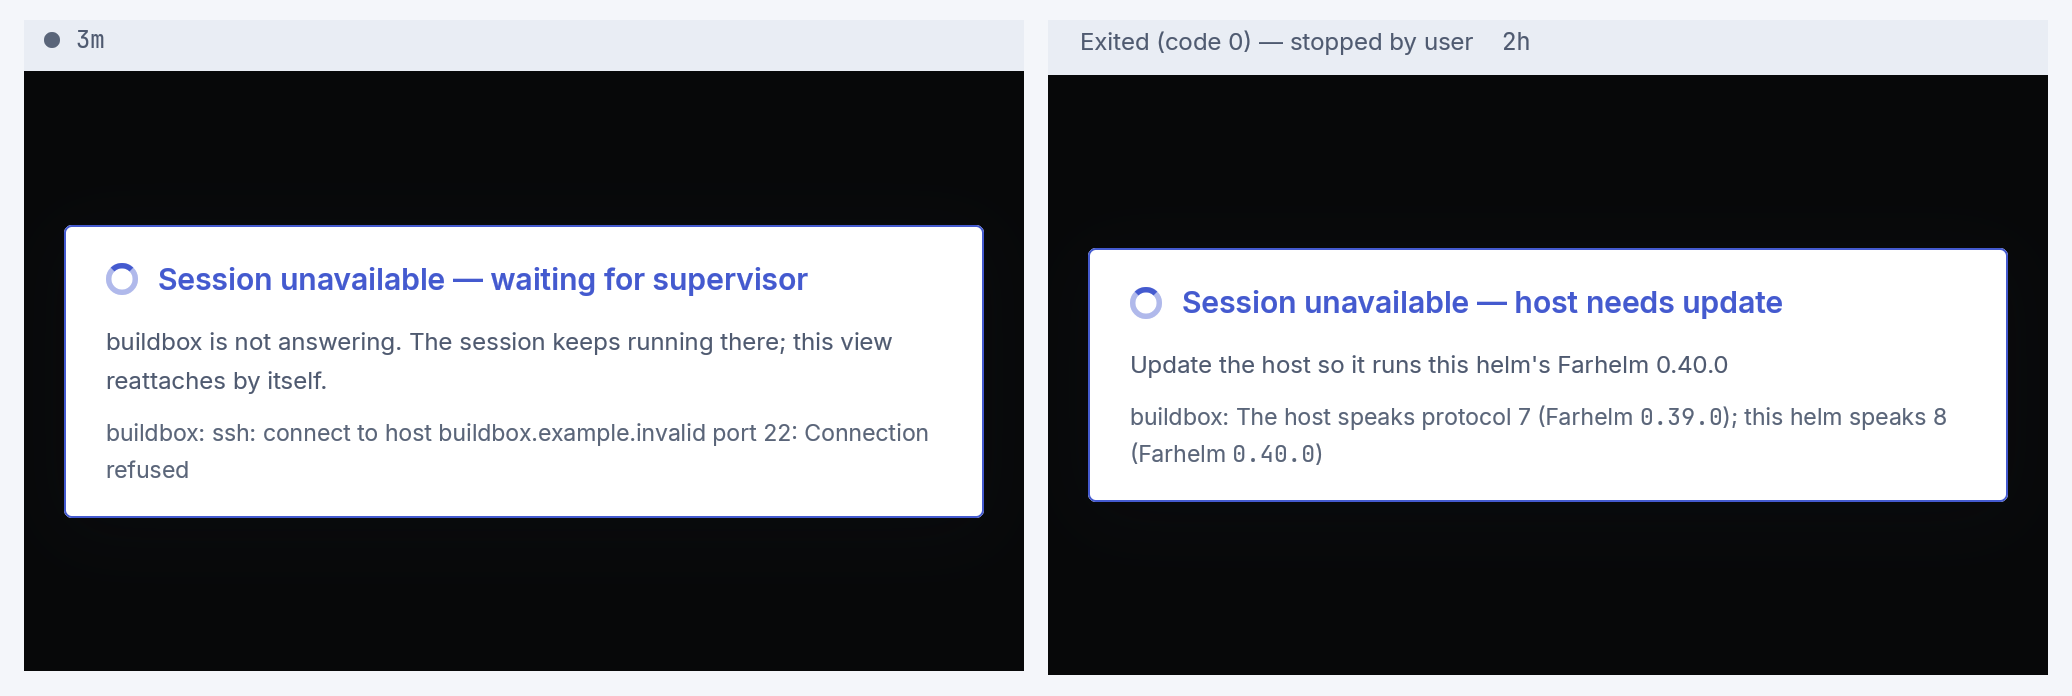 3m
Session unavailable — waiting for supervisor
buildbox is not answering. The session keeps running there; this view
reattaches by itself.
buildbox: ssh: connect to host buildbox.example.invalid port 22: Connection
refused
Exited (code 0) — stopped by user 2h
Session unavailable — host needs update
Update the host so it runs this helm's Farhelm 0.40.0
buildbox: The host speaks protocol 7 (Farhelm 0.39.0); this helm speaks 8
(Farhelm 0.40.0)